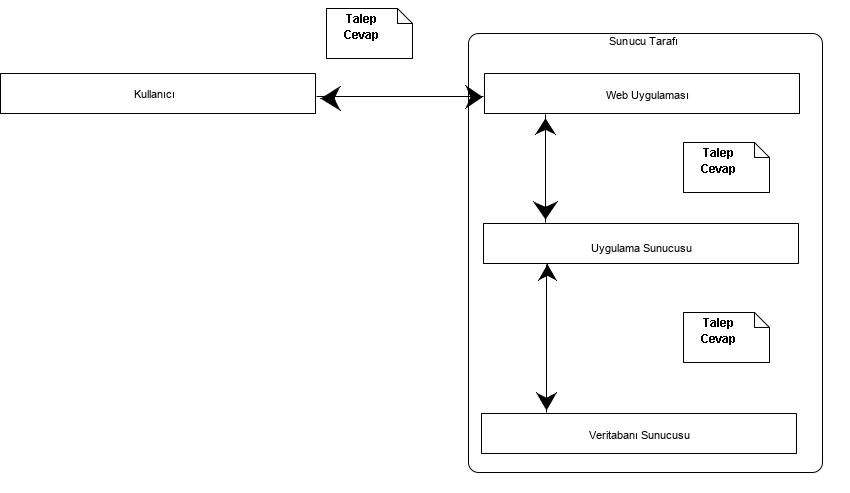 Talep
Cevap
Sunucu Tarafı
Kullanıcı
Web Uygulaması
Talep
Cevap
Uygulama Sunucusu
Talep
Cevap
Veritabanı Sunucusu